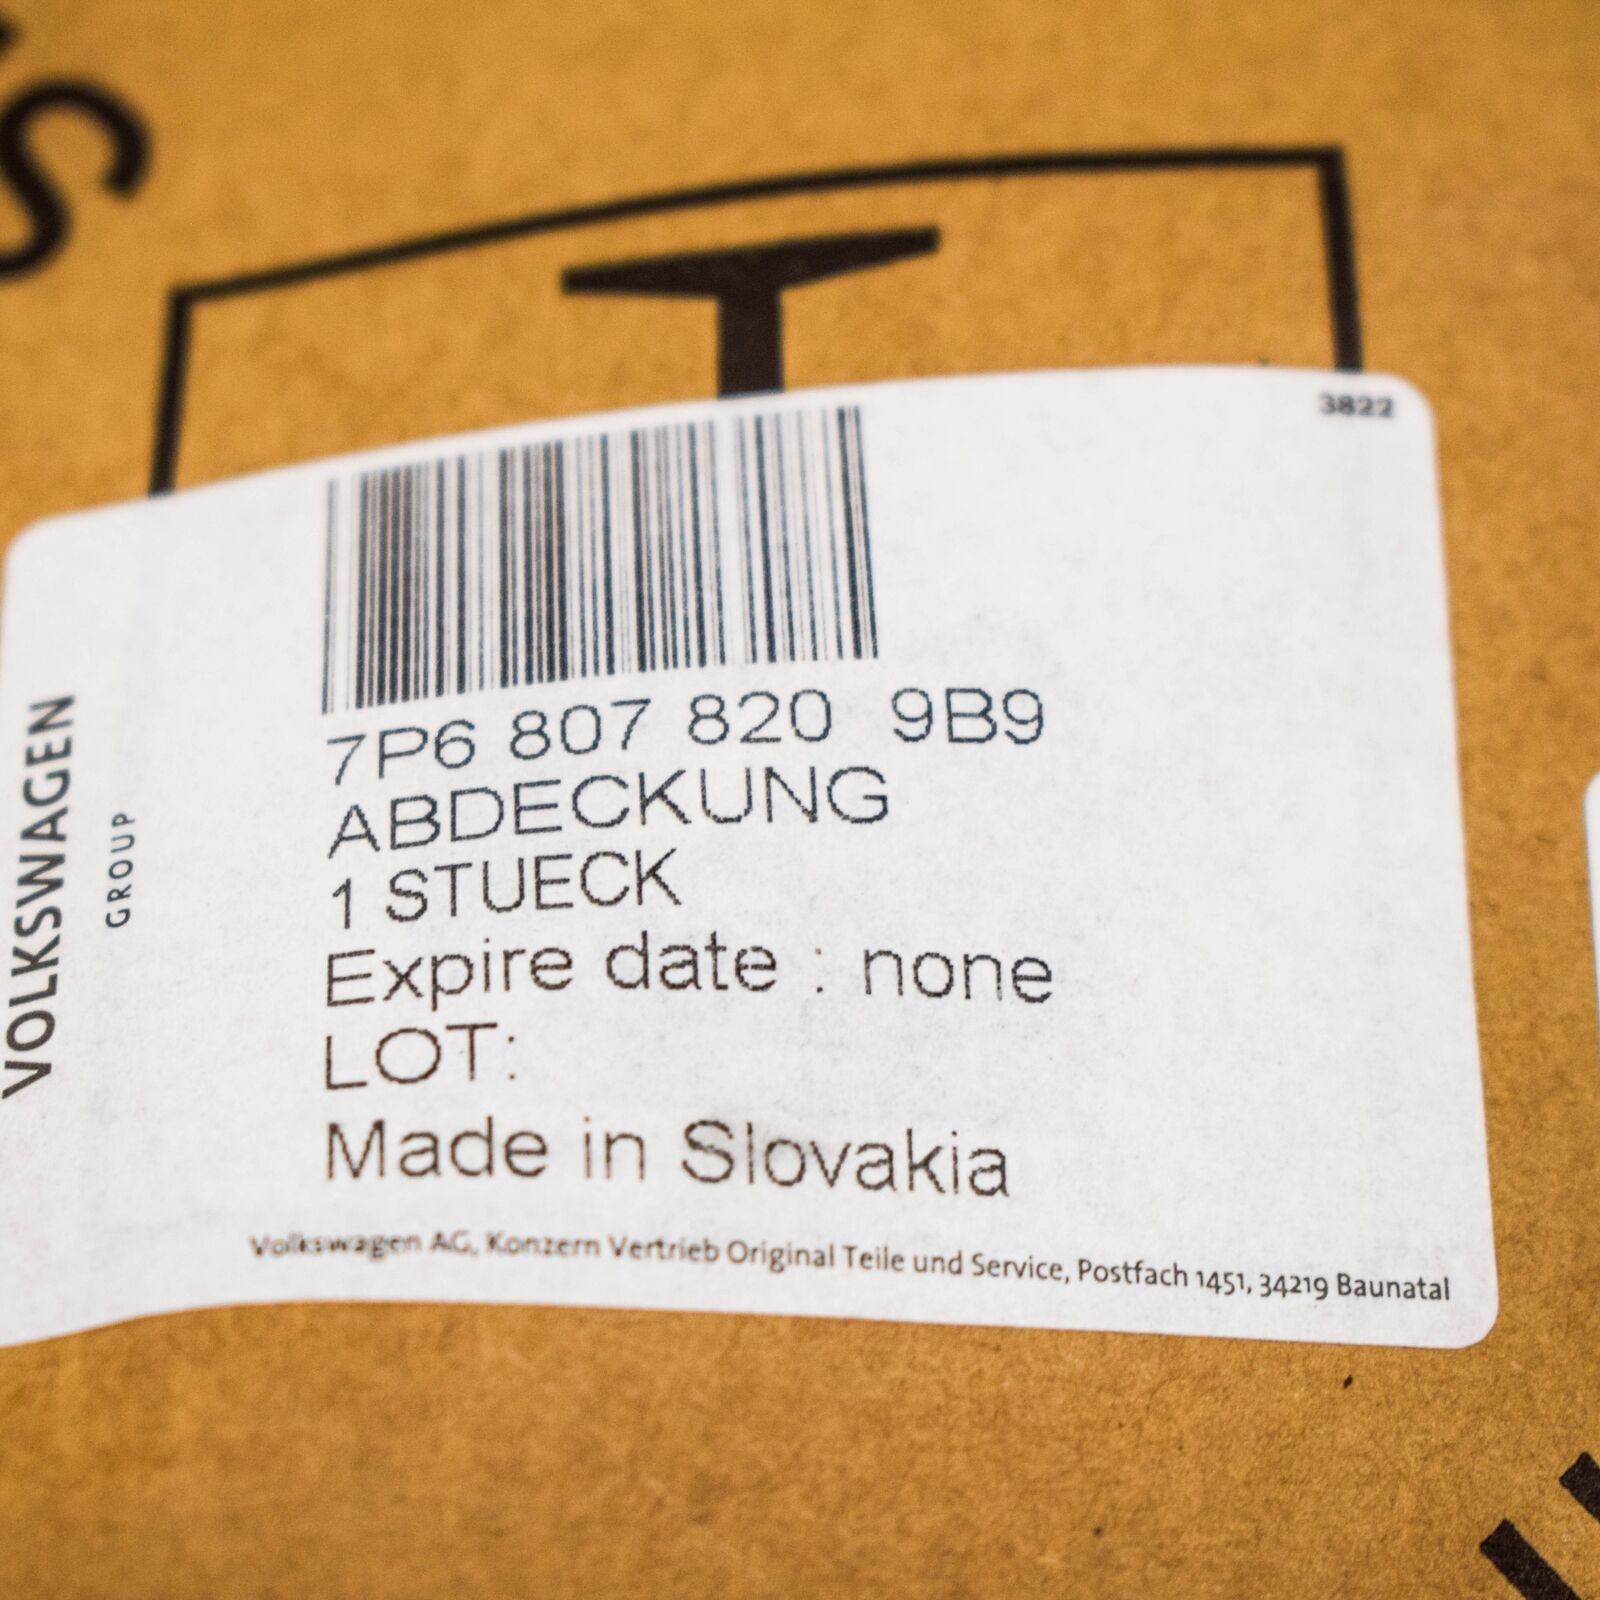 3822
7P6 807 820 9B9
ABDECKUNG
1 STUECK
Expire date : none
LOT:
Made in Slovakia
Volkswagen AG, Konzern Vertrieb Original Teile und Service, Postfach 1451, 34219 Baunatal
VOLKSWAGEN
GROUP